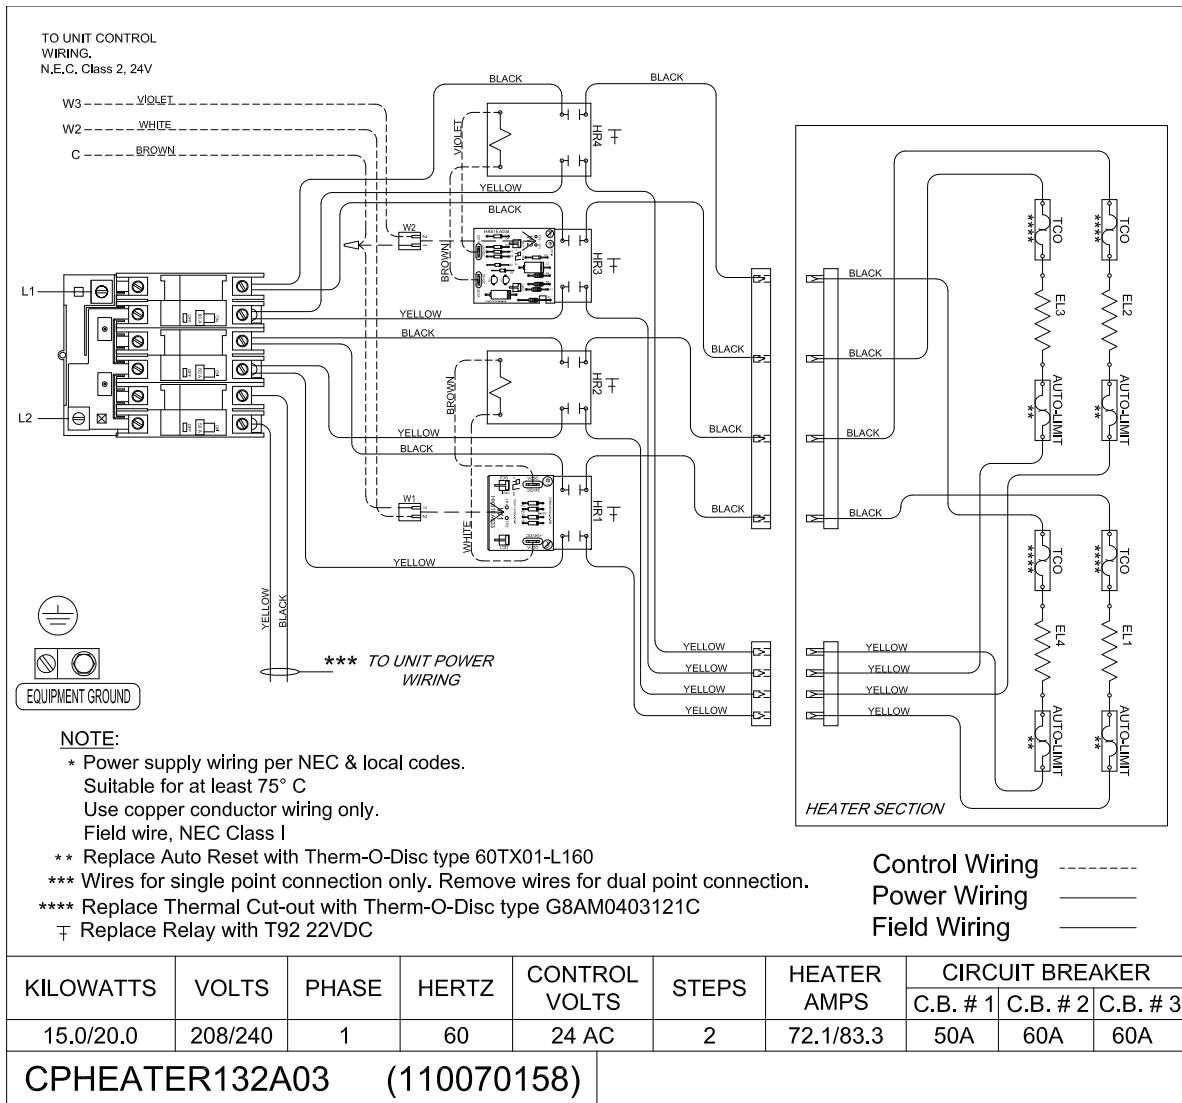 TO UNIT CONTROL
WIRING.
N.E.C. Class 2, 24V
W3
VIOLET
W2
WHITE
C
BROWN
BLACK
BLACK
VIOLET
HR4
YELLOW
BLACK
W2
2
1
BROWN
HK61EA004
HR3
L1
YELLOW
BLACK
BLACK
BROWN
HR2
L2
YELLOW
BLACK
BLACK
W1
1
2
WHITE
HR1
BLACK
YELLOW
YELLOW
BLACK
*** TO UNIT POWER
WIRING
EQUIPMENT GROUND
YELLOW
YELLOW
YELLOW
YELLOW
BLACK
BLACK
BLACK
BLACK
YELLOW
YELLOW
YELLOW
YELLOW
TCO
****
TCO
****
EL3
EL2
AUTO-LIMIT
**
AUTO-LIMIT
**
TCO
****
TCO
****
EL4
EL1
AUTO-LIMIT
**
AUTO-LIMIT
**
HEATER SECTION
NOTE:
* Power supply wiring per NEC & local codes.
Suitable for at least 75° C
Use copper conductor wiring only.
Field wire, NEC Class I
** Replace Auto Reset with Therm-O-Disc type 60TX01-L160
*** Wires for single point connection only. Remove wires for dual point connection.
**** Replace Thermal Cut-out with Therm-O-Disc type G8AM0403121C
Replace Relay with T92 22VDC
Control Wiring
Power Wiring
Field Wiring
KILOWATTS VOLTS PHASE HERTZ CONTROL VOLTS STEPS HEATER AMPS CIRCUIT BREAKER
C.B. # 1 C.B. # 2 C.B. # 3
15.0/20.0 208/240 1 60 24 AC 2 72.1/83.3 50A 60A 60A
CPHEATER132A03 (110070158)